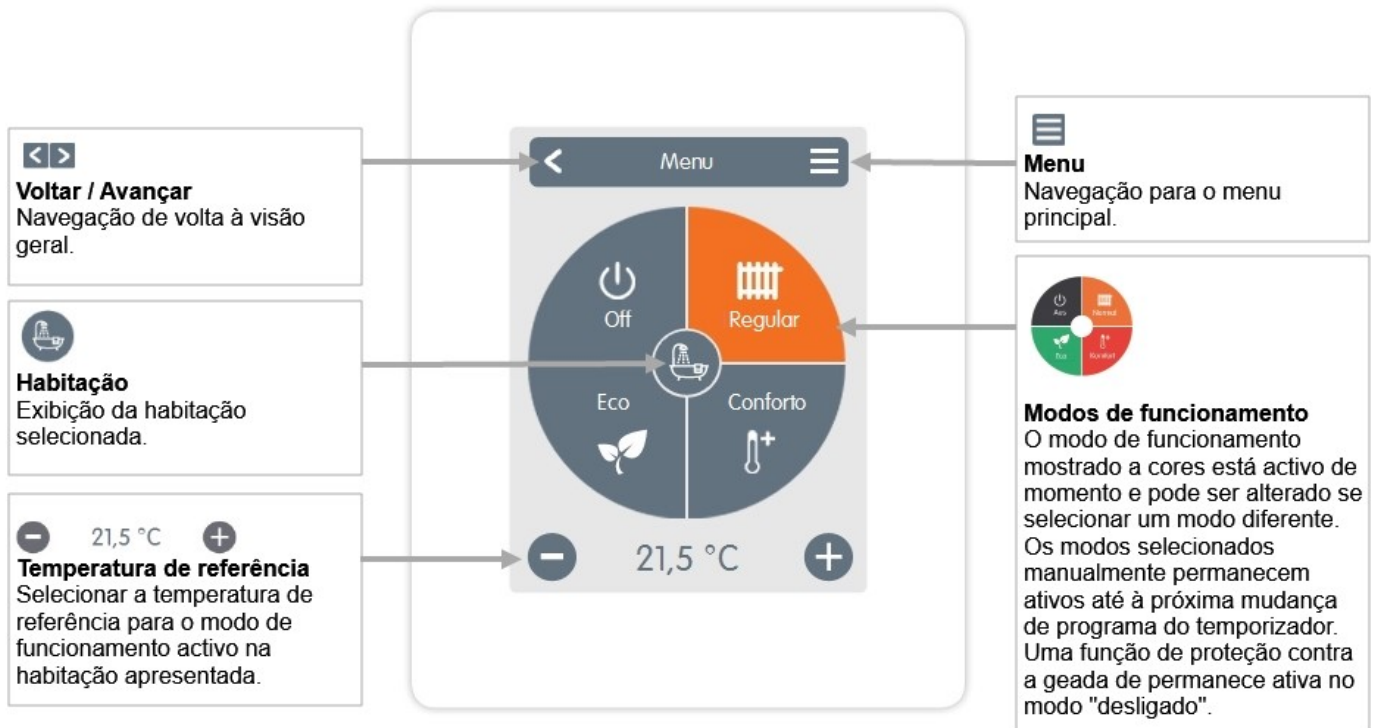 Voltar / Avançar
Navegação de volta à visão
geral.
Habitação
Exibição da habitação
selecionada.
21,5 °C
Temperatura de referência
Selecionar a temperatura de
referência para o modo de
funcionamento activo na
habitação apresentada.
Menu
Off
Regular
Eco
Conforto
21,5 °C
Menu
Navegação para o menu
principal.
Aus
Normal
Eco
Komfort
Modos de funcionamento
O modo de funcionamento
mostrado a cores está activo de
momento e pode ser alterado se
selecionar um modo diferente.
Os modos selecionados
manualmente permanecem
ativos até à próxima mudança
de programa do temporizador.
Uma função de proteção contra
a geada de permanece ativa no
modo "desligado".